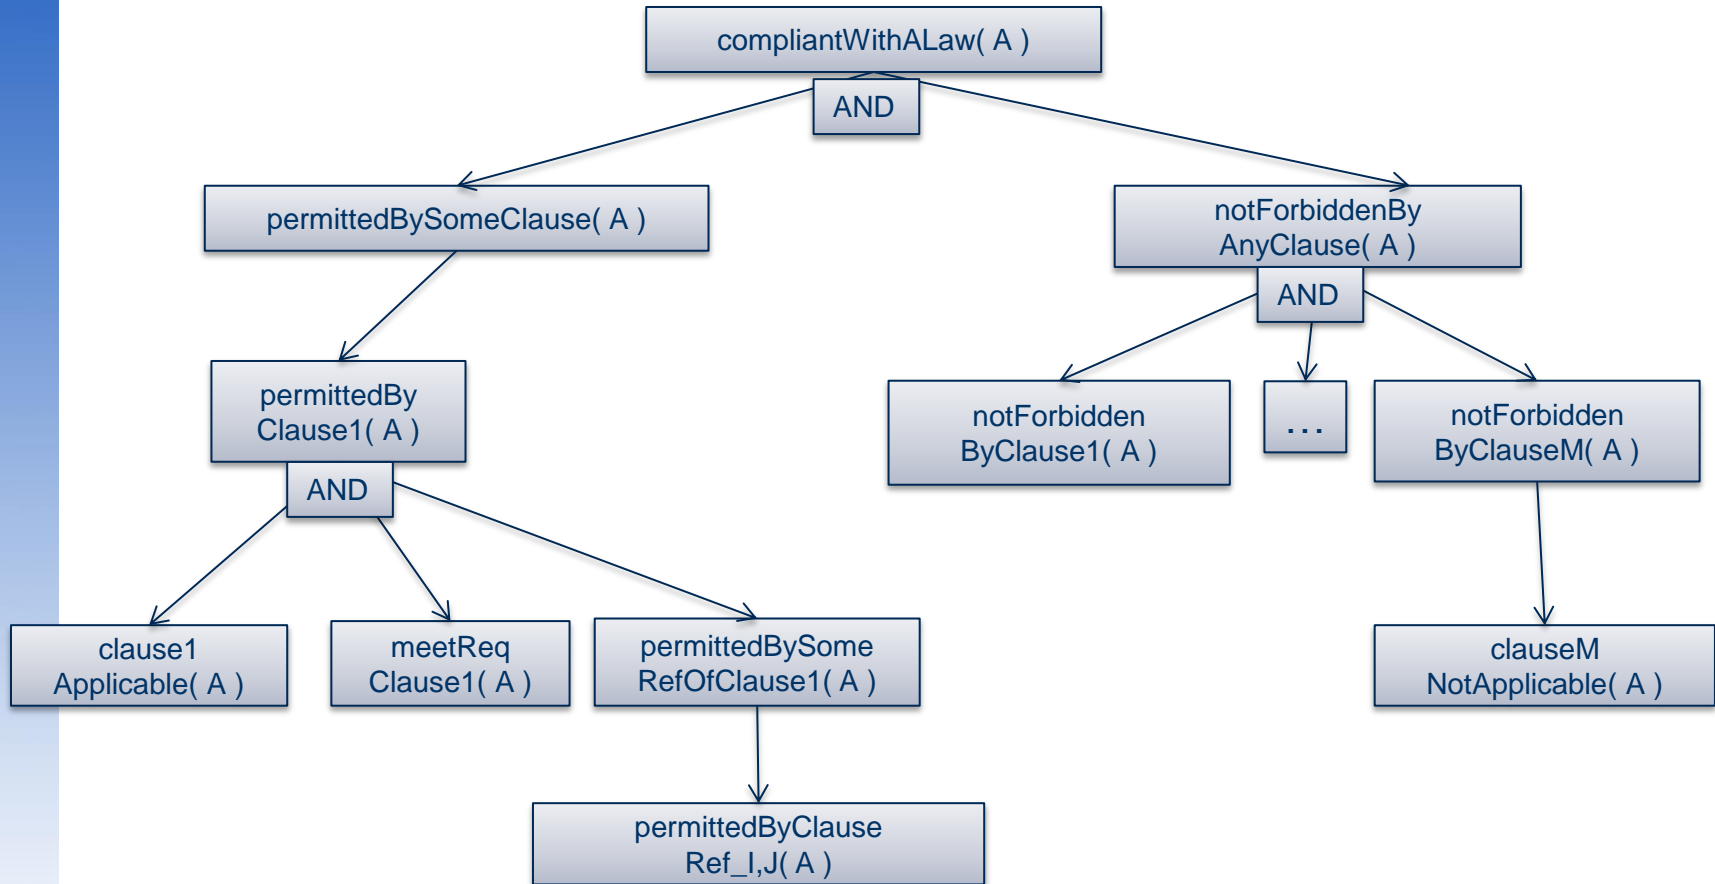 compliantWithALaw( A )
AND
permittedBySomeClause( A )
notForbiddenBy
AnyClause( A )
AND
permittedBy
Clause1( A )
AND
notForbidden
ByClause1( A )
...
notForbidden
ByClauseM( A )
clause1
Applicable( A )
meetReq
Clause1( A )
permittedBySome
RefOfClause1( A )
clauseM
NotApplicable( A )
permittedByClause
Ref_I,J( A )